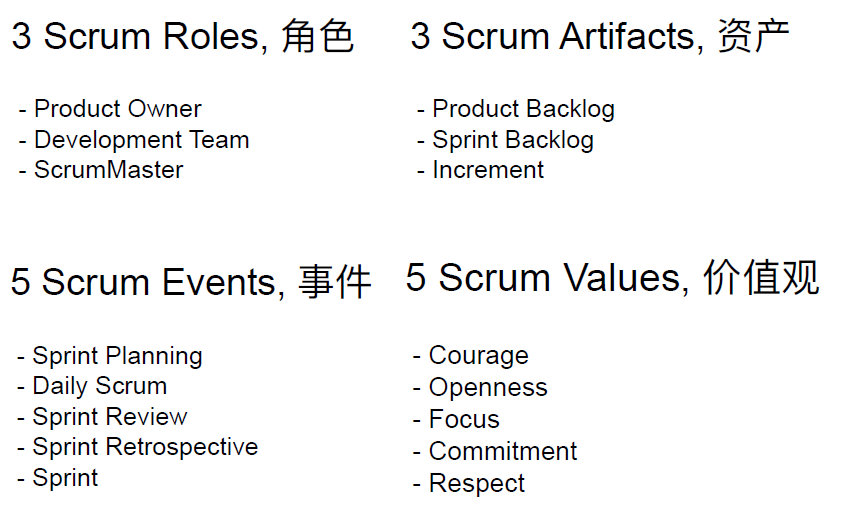 3 Scrum Roles, 角色
- Product Owner
- Development Team
- ScrumMaster
3 Scrum Artifacts, 资产
- Product Backlog
- Sprint Backlog
- Increment
5 Scrum Events, 事件
- Sprint Planning
- Daily Scrum
- Sprint Review
- Sprint Retrospective
- Sprint
5 Scrum Values, 价值观
- Courage
- Openness
- Focus
- Commitment
- Respect